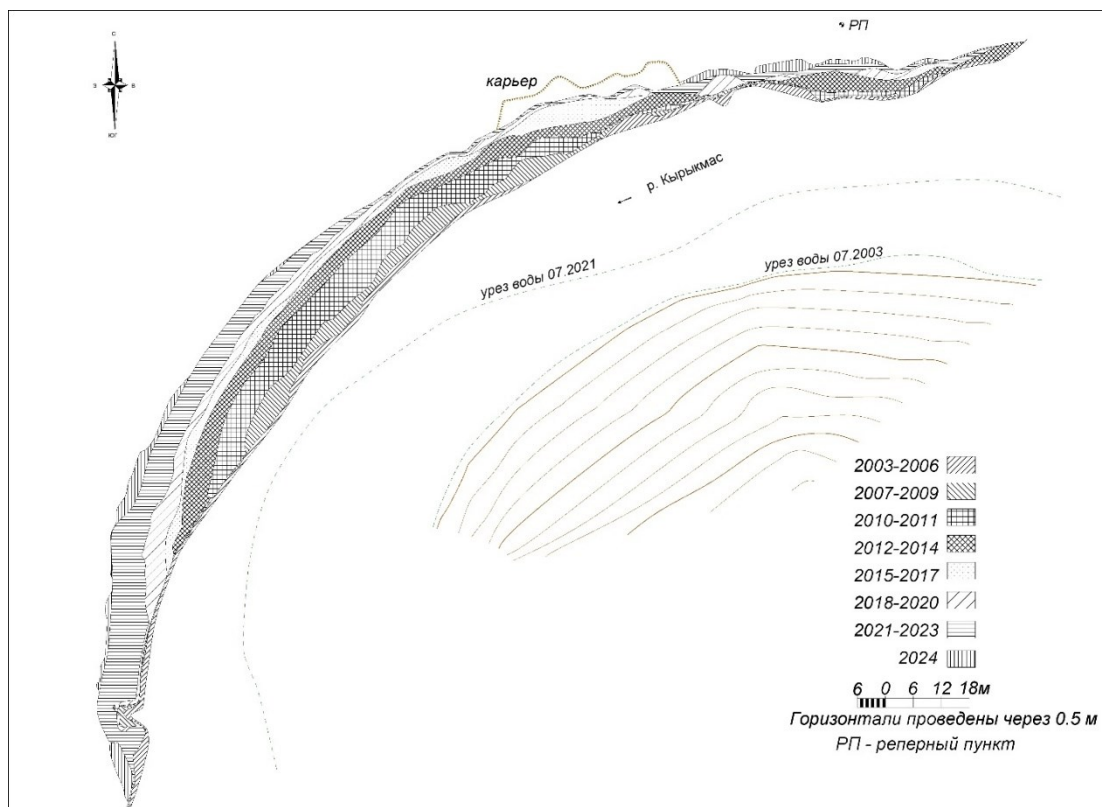 С
З В
ЮГ
РП
карьер
р. Кырыкмас
урез воды 07.2021
урез воды 07.2003
2003-2006
2007-2009
2010-2011
2012-2014
2015-2017
2018-2020
2021-2023
2024
6 0 6 12 18м
Горизонтали проведены через 0.5 м
РП - реперный пункт